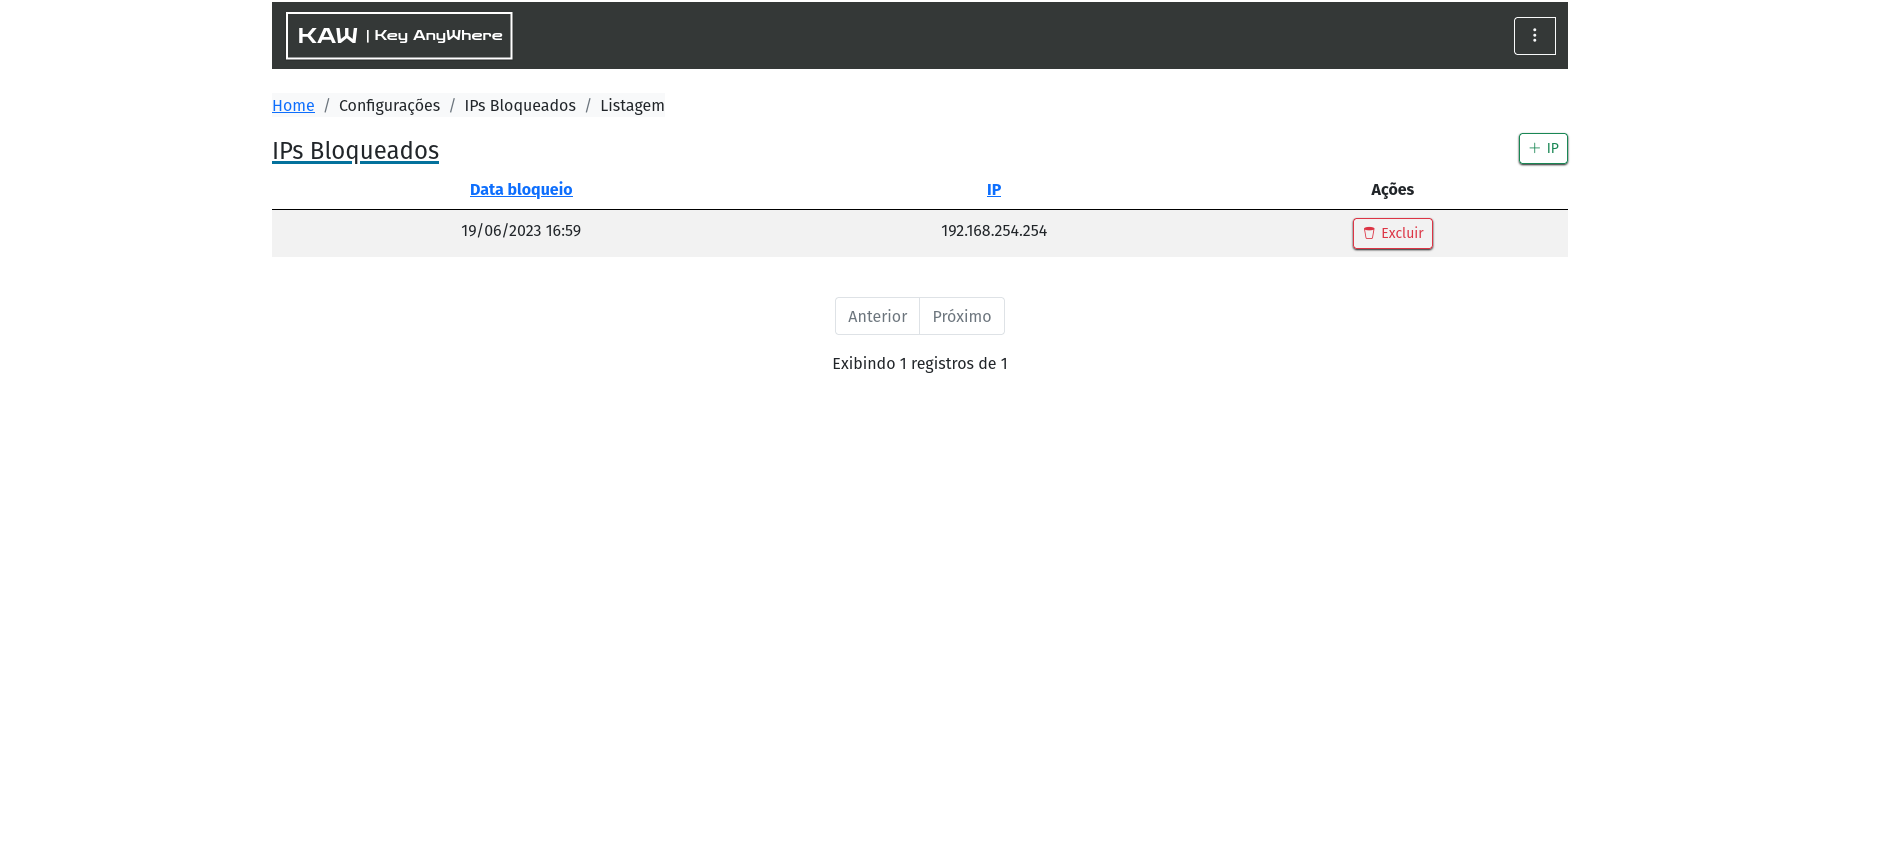 KAW | Key AnyWhere
Home / Configurações / IPs Bloqueados / Listagem
IPs Bloqueados
+ IP
Data bloqueio IP Ações
19/06/2023 16:59 192.168.254.254 Excluir
Anterior Próximo
Exibindo 1 registros de 1